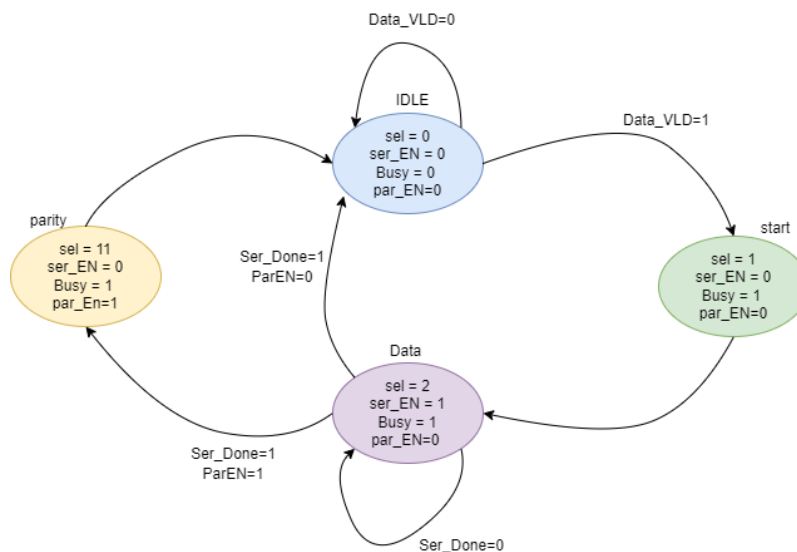 Data_VLD=0
IDLE
sel = 0
ser_EN = 0
Busy = 0
par_EN=0
Data_VLD=1
parity
sel = 11
ser_EN = 0
Busy = 1
par_En=1
Ser_Done=1
ParEN=0
start
sel = 1
ser_EN = 0
Busy = 1
par_EN=0
Data
sel = 2
ser_EN = 1
Busy = 1
par_EN=0
Ser_Done=1
ParEN=1
Ser_Done=0